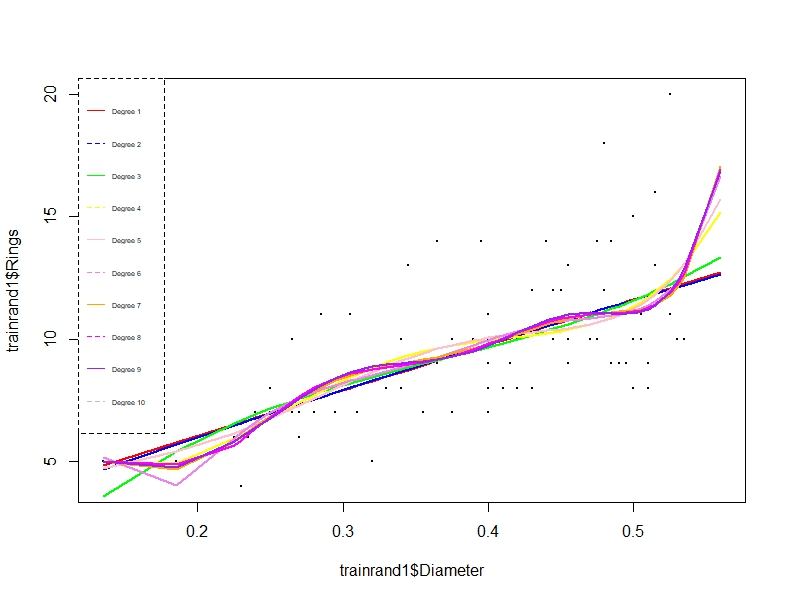 trainrand1$Rings
20
15
10
5
Degree 1
Degree 2
Degree 3
Degree 4
Degree 5
Degree 6
Degree 7
Degree 8
Degree 9
Degree 10
0.2 0.3 0.4 0.5
trainrand1$Diameter